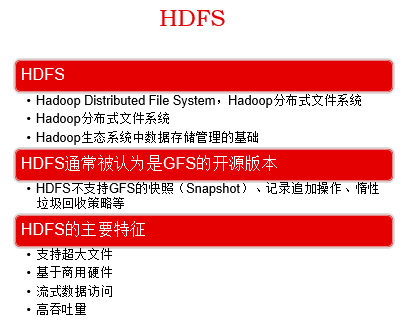 HDFS
HDFS
• Hadoop Distributed File System，Hadoop分布式文件系统
• Hadoop分布式文件系统
• Hadoop生态系统中数据存储管理的基础
HDFS通常被认为是GFS的开源版本
• HDFS不支持GFS的快照（Snapshot）、记录追加操作、惰性
垃圾回收策略等
HDFS的主要特征
• 支持超大文件
• 基于商用硬件
• 流式数据访问
• 高吞吐量